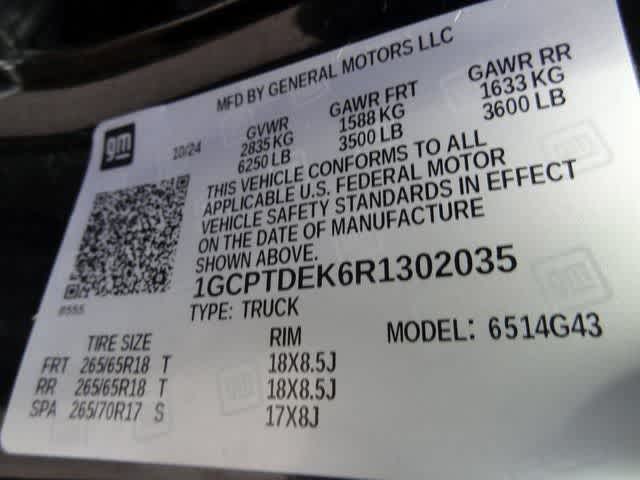 MFD BY GENERAL MOTORS LLC
gm
10/24
GVWR GAWR FRT GAWR RR
2835 KG 1588 KG 1633 KG
6250 LB 3500 LB 3600 LB
THIS VEHICLE CONFORMS TO ALL
APPLICABLE U.S. FEDERAL MOTOR
VEHICLE SAFETY STANDARDS IN EFFECT
ON THE DATE OF MANUFACTURE
SHOWN ABOVE.
1GCPTDEK6R1302035
8555
TYPE: TRUCK
MODEL: 6514G43
TIRE SIZE RIM
FRT 265/65R18 T 18X8.5J
RR 265/65R18 T 18X8.5J
SPA 265/70R17 S 17X8J